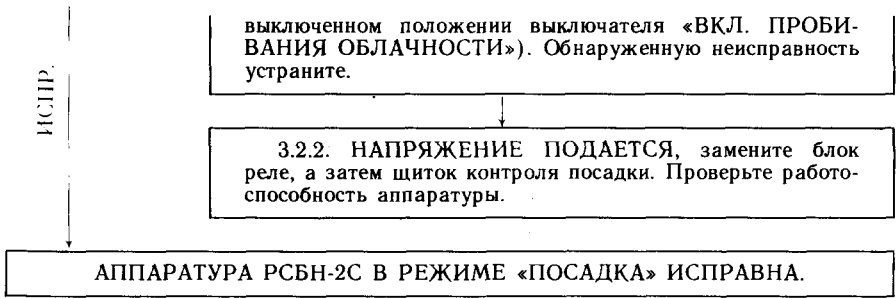 выключенном положении выключателя «ВКЛ. ПРОБИ-
ВАНИЯ ОБЛАЧНОСТИ»). Обнаруженную неисправность
устраните.
ИСПР.
3.2.2. НАПРЯЖЕНИЕ ПОДАЕТСЯ, замените блок
реле, а затем щиток контроля посадки. Проверьте работо-
способность аппаратуры.
АППАРАТУРА РСБН-2С В РЕЖИМЕ «ПОСАДКА» ИСПРАВНА.